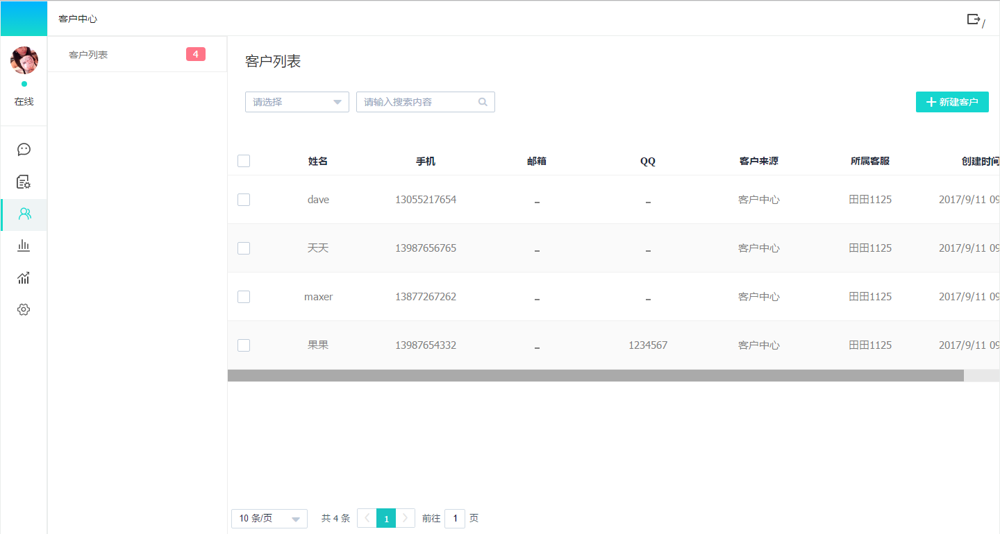 客户中心
/
客户列表 4
在线
客户列表
请选择 请输入搜索内容 新建客户
姓名 手机 邮箱 QQ 客户来源 所属客服 创建时间
dave 13055217654 - - 客户中心 田田1125 2017/9/11 09
天天 13987656765 - - 客户中心 田田1125 2017/9/11 09
maxer 13877267262 - - 客户中心 田田1125 2017/9/11 09
果果 13987654332 - 1234567 客户中心 田田1125 2017/9/11 09
10 条/页 共 4 条 1 前往 1 页